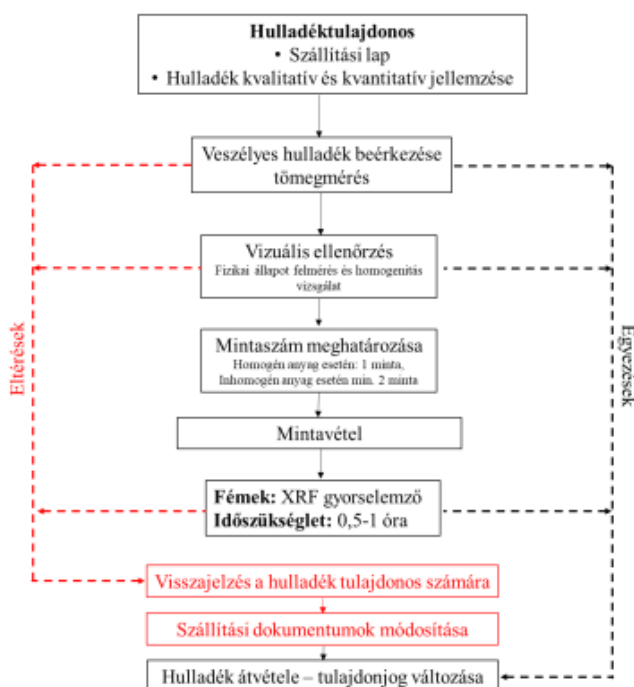 Hulladéktulajdonos
• Szállítási lap
• Hulladék kvalitatív és kvantitatív jellemzése
Veszélyes hulladék beérkezése
tömegmérés
Vizuális ellenőrzés
Fizikai állapot felmérés és homogenitás
vizsgálat
Mintaszám meghatározása
Homogén anyag esetén: 1 minta,
Inhomogén anyag esetén min. 2 minta
Eltérések
Egyezések
Mintavétel
Fémek: XRF gyorselemző
Időszükséglet: 0,5-1 óra
Visszajelzés a hulladék tulajdonos számára
Szállítási dokumentumok módosítása
Hulladék átvétele – tulajdonjog változása